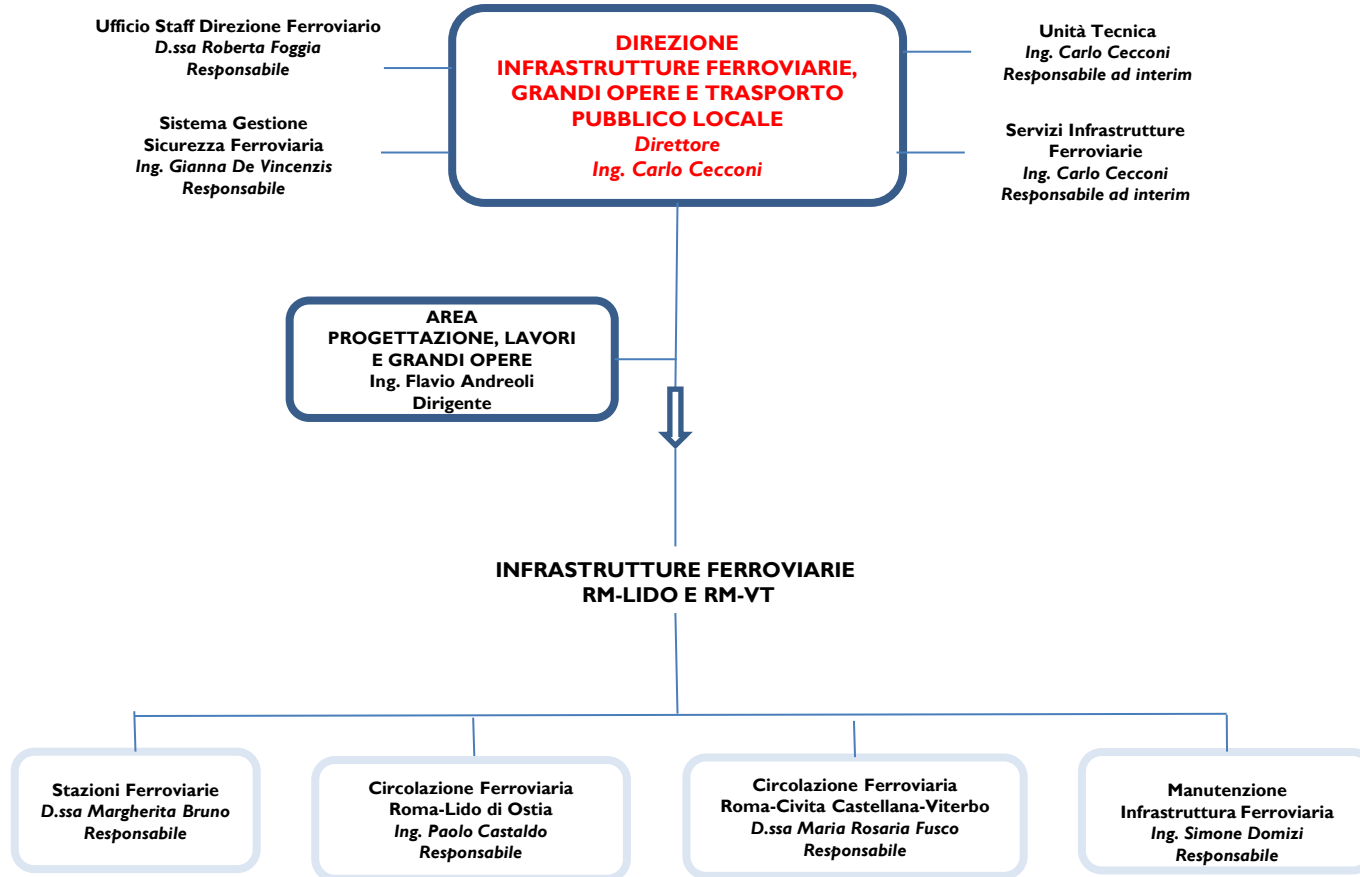 Ufficio Staff Direzione Ferroviario
D.ssa Roberta Foggia
Responsabile
Sistema Gestione
Sicurezza Ferroviaria
Ing. Gianna De Vincenzis
Responsabile
DIREZIONE
INFRASTRUTTURE FERROVIARIE,
GRANDI OPERE E TRASPORTO
PUBBLICO LOCALE
Direttore
Ing. Carlo Cecconi
Unità Tecnica
Ing. Carlo Cecconi
Responsabile ad interim
Servizi Infrastrutture
Ferroviarie
Ing. Carlo Cecconi
Responsabile ad interim
AREA
PROGETTAZIONE, LAVORI
E GRANDI OPERE
Ing. Flavio Andreoli
Dirigente
INFRASTRUTTURE FERROVIARIE
RM-LIDO E RM-VT
Stazioni Ferroviarie
D.ssa Margherita Bruno
Responsabile
Circolazione Ferroviaria
Roma-Lido di Ostia
Ing. Paolo Castaldo
Responsabile
Circolazione Ferroviaria
Roma-Civita Castellana-Viterbo
D.ssa Maria Rosaria Fusco
Responsabile
Manutenzione
Infrastruttura Ferroviaria
Ing. Simone Domizi
Responsabile